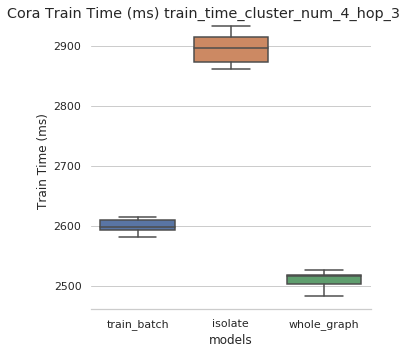 Cora Train Time (ms) train_time_cluster_num_4_hop_3
2900
2800
2700
2600
2500
Train Time (ms)
train_batch isolate whole_graph
models